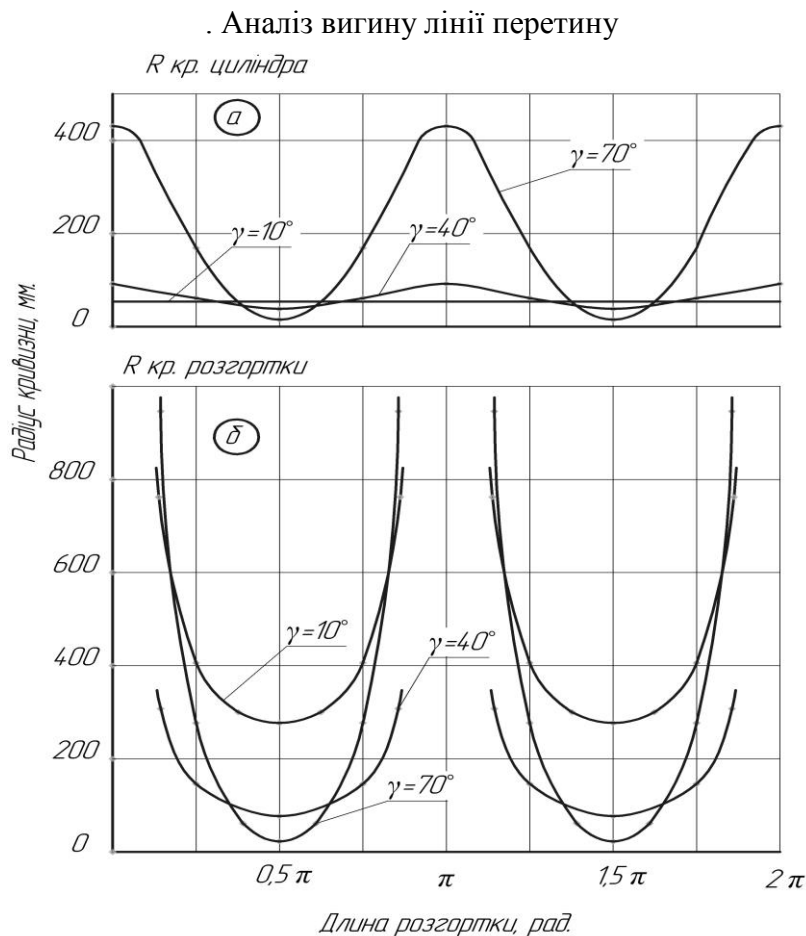 . Аналіз вигину лінії перетину
R кр. циліндра
а
400
γ=70°
γ=10°
γ=40°
200
0
R кр. розгортки
Радіус кривизни, мм.
б
800
600
γ=10°
γ=40°
400
200
γ=70°
0
0,5 π
π
1,5 π
2 π
Длина розгортки, рад.